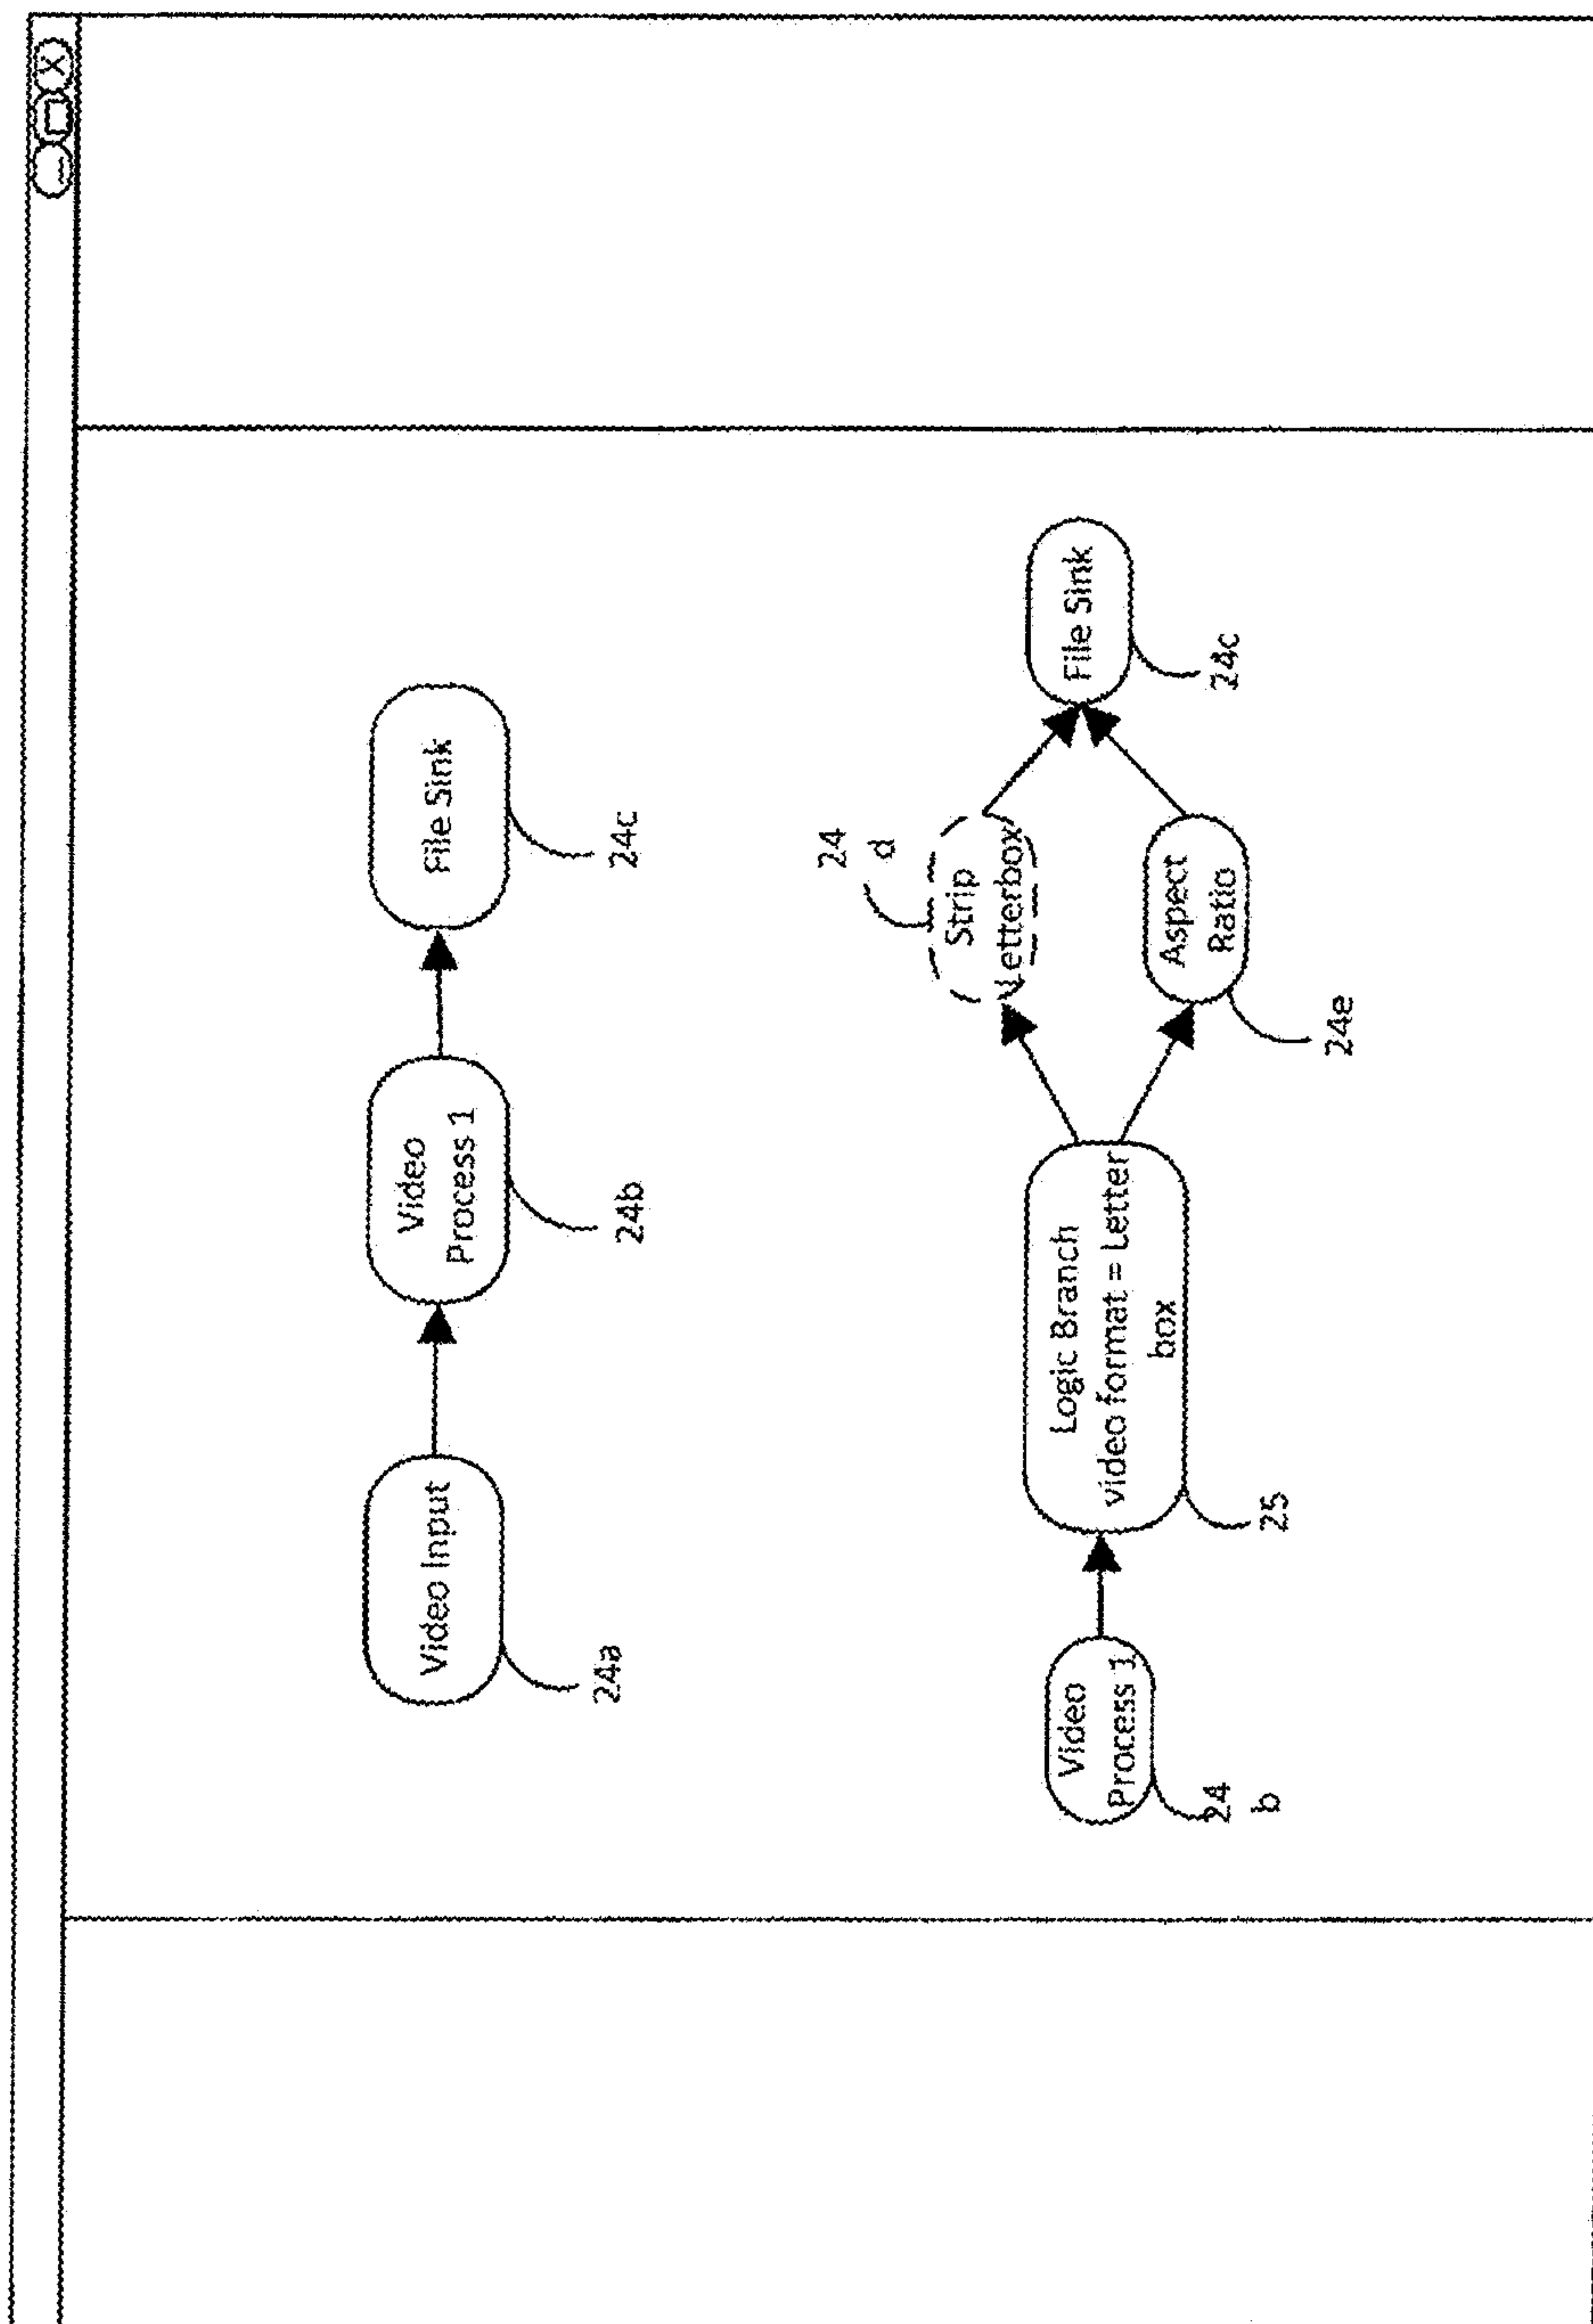 Video Input
Video
Process 1
File Sink
24a
24b
24c
24
d
Strip
Letterbox
Video
Process 1
Logic Branch
video format = Letter
box
File Sink
Aspect
Ratio
24
b
25
24e
24c